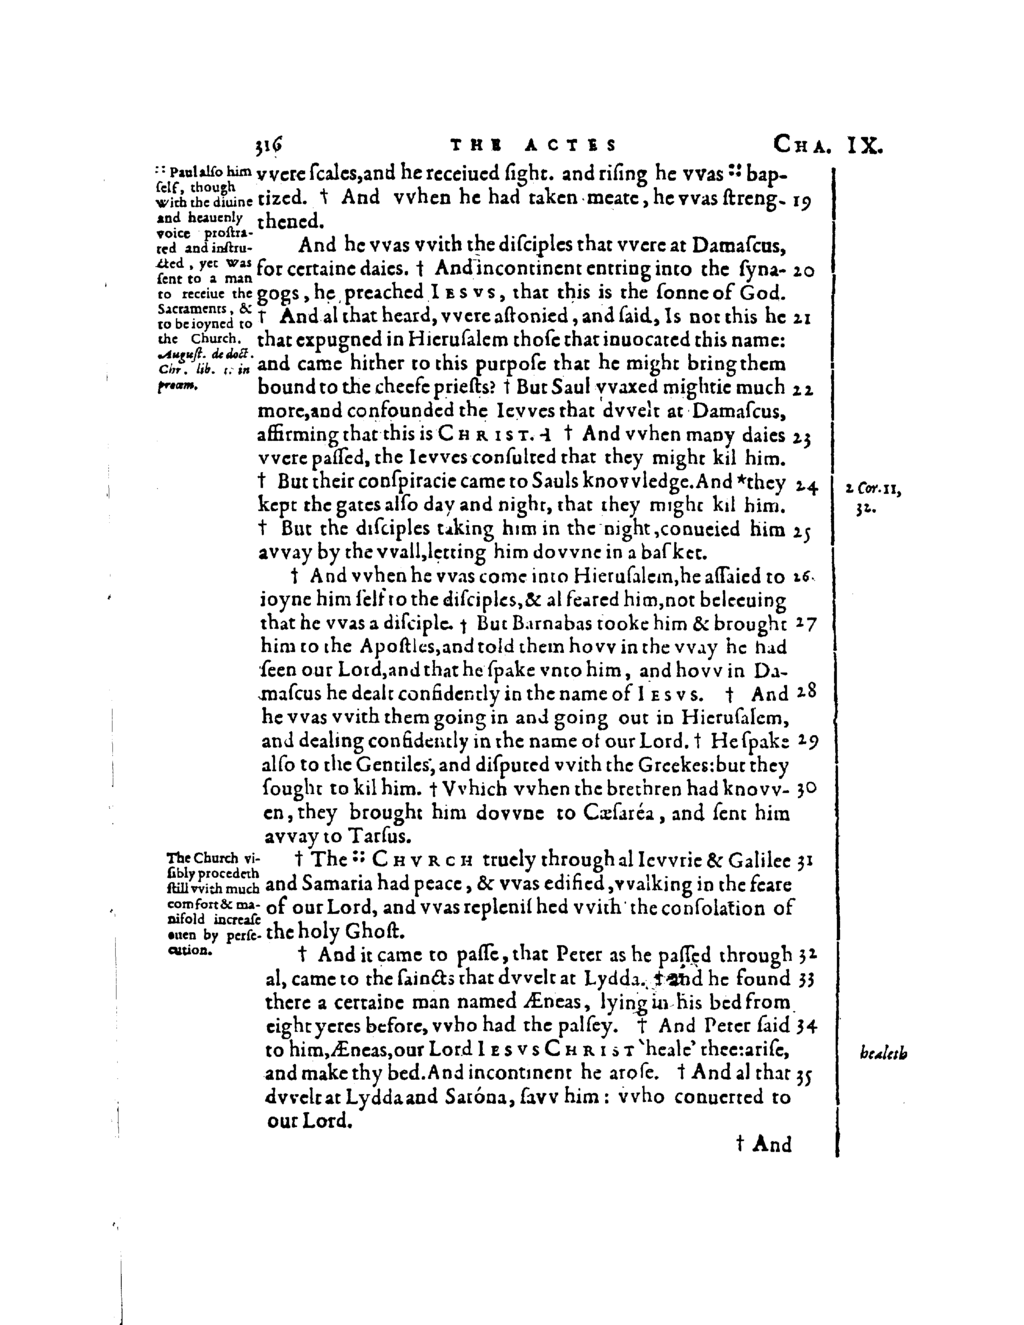 316 THE ACTES CHA. IX.
:: Paul alſo him
ſelf, though
with the diuine
and heauenly
voice proſtra-
ted and inſtru-
cted, yet was
ſent to a man
to receiue the
Sacraments, &
to be ioyned to
the Church.
Auguſt. de doct.
Chr. lib. 1. in
proœm.
vvere ſcales, and he receiued ſight. and riſing he vvas :: bap-
tized. † And vvhen he had taken meate, he vvas ſtreng- 19
thened.
And he vvas vvith the diſciples that vvere at Damaſcus,
for certaine daies. † And incontinent entring into the ſyna- 20
gogs, he preached IESVS, that this is the ſonne of God.
† And al that heard, vvere aſtonied, and ſaid, Is not this he 21
that expugned in Hieruſalem thoſe that inuocated this name:
and came hither to this purpoſe that he might bring them
bound to the cheefe prieſts? † But Saul vvaxed mightie much 22
more, and confounded the Ievves that dvvelt at Damaſcus,
affirming that this is CHRIST. ⊣ † And vvhen many daies 23
vvere paſſed, the Ievves conſulted that they might kil him.
† But their conſpiracie came to Sauls knovvledge. And *they 24
kept the gates alſo day and night, that they might kil him.
† But the diſciples taking him in the night, conueied him 25
avvay by the vvall, letting him dovvne in a baſket.
† And vvhen he vvas come into Hieruſalem, he aſſaied to 26
ioyne him ſelf to the diſciples, & al feared him, not beleeuing
that he vvas a diſciple. † But Barnabas tooke him & brought 27
him to the Apoſtles, and told them hovv in the vvay he had
ſeen our Lord, and that he ſpake vnto him, and hovv in Da-
maſcus he dealt confidently in the name of IESVS. † And 28
he vvas vvith them going in and going out in Hieruſalem,
and dealing confidently in the name of our Lord. † He ſpake 29
alſo to the Gentiles, and diſputed vvith the Greekes: but they
ſought to kil him. † Vvhich vvhen the brethren had knovv- 30
en, they brought him dovvne to Cæſaréa, and ſent him
avvay to Tarſus.
† The :: CHVRCH truely through al Ievvrie & Galilee 31
and Samaria had peace, & vvas edified, vvalking in the feare
of our Lord, and vvas repleniſhed vvith the conſolation of
the holy Ghoſt.
† And it came to paſſe, that Peter as he paſſed through 32
al, came to the ſaincts that dvvelt at Lydda. † And he found 33
there a certaine man named Æneas, lying in his bed from
eight yeres before, vvho had the palſey. † And Peter ſaid 34
to him, Æneas, our Lord IESVS CHRIST 'heale' thee: ariſe,
and make thy bed. And incontinent he aroſe. † And al that 35
dvvelt at Lydda and Saróna, ſavv him: vvho conuerted to
our Lord.
† And
The Church vi-
ſibly procedeth
ſtill vvith much
comfort & ma-
nifold increaſe
euen by perſe-
cution.
2. Cor. 11,
32.
healeth